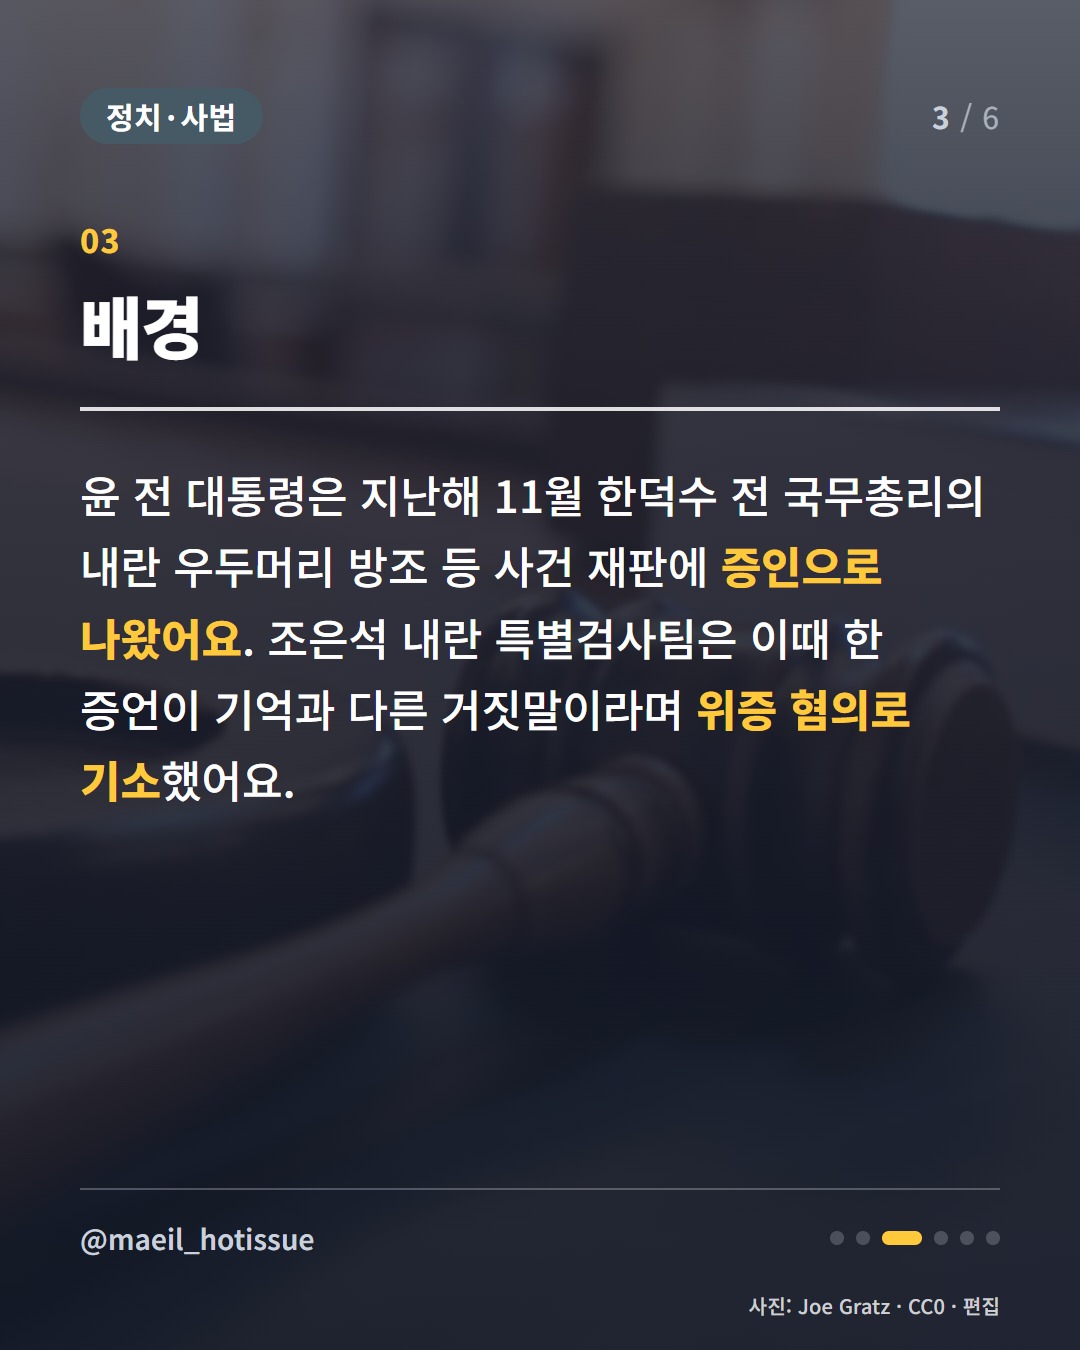 정치·사법
3 / 6
03
배경
윤 전 대통령은 지난해 11월 한덕수 전 국무총리의
내란 우두머리 방조 등 사건 재판에 증인으로
나왔어요. 조은석 내란 특별검사팀은 이때 한
증언이 기억과 다른 거짓말이라며 위증 혐의로
기소했어요.
@maeil_hotissue
사진: Joe Gratz · CC0 · 편집